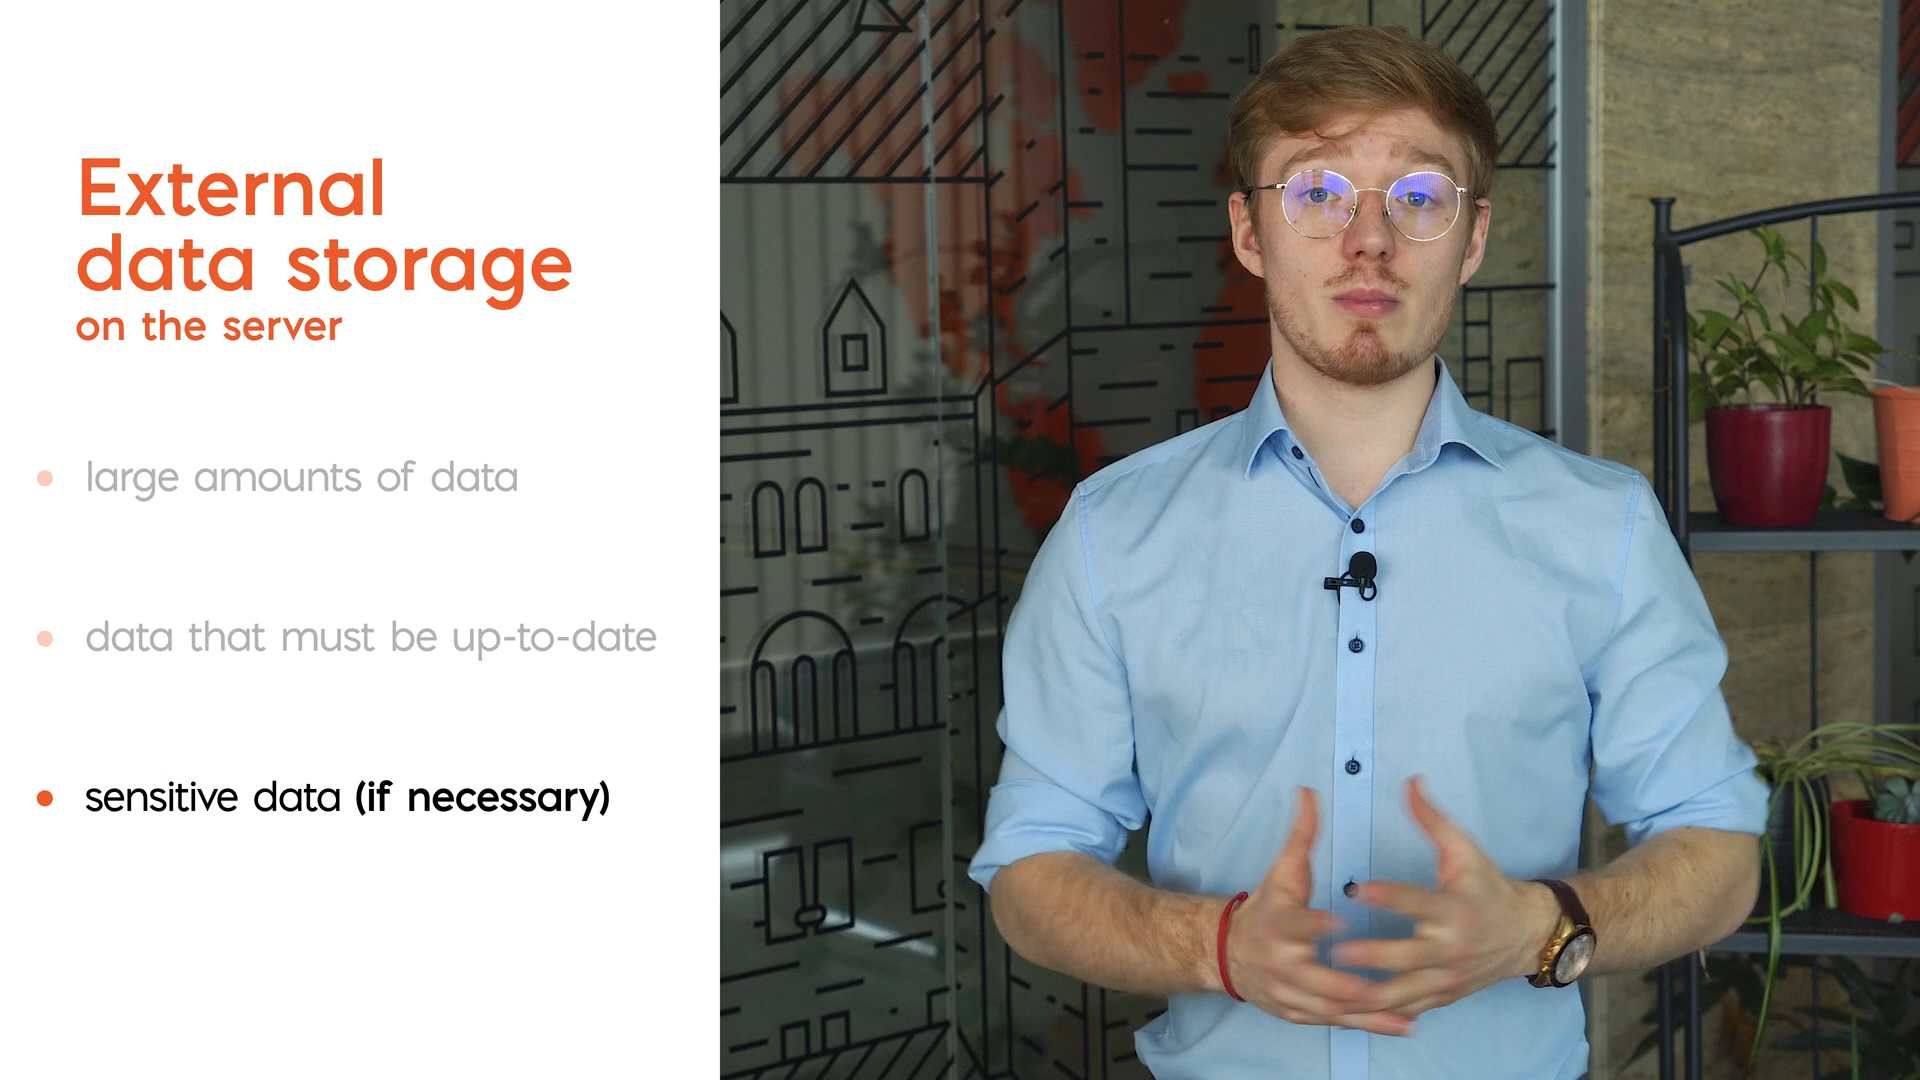 External
data storage
on the server
large amounts of data
data that must be up-to-date
sensitive data (if necessary)